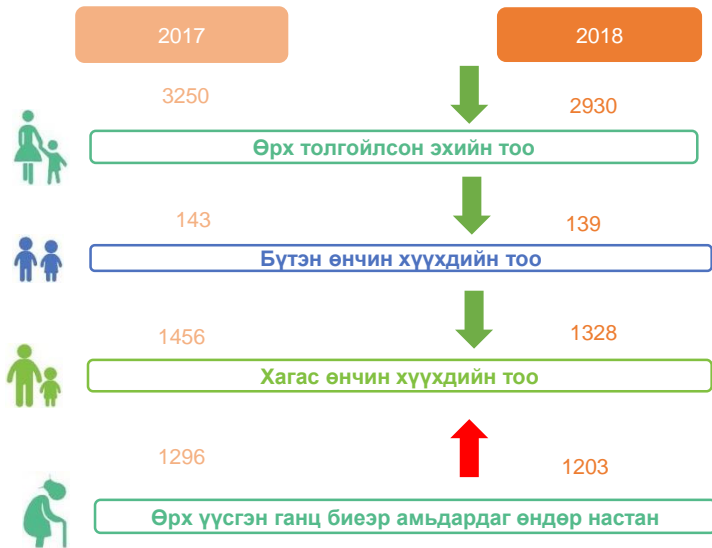 2017
2018
3250
2930
Өрх толгойлсон эхийн тоо
143
139
Бүтэн өнчин хүүхдийн тоо
1456
1328
Хагас өнчин хүүхдийн тоо
1296
1203
Өрх үүсгэн ганц биеэр амьдардаг өндөр настан